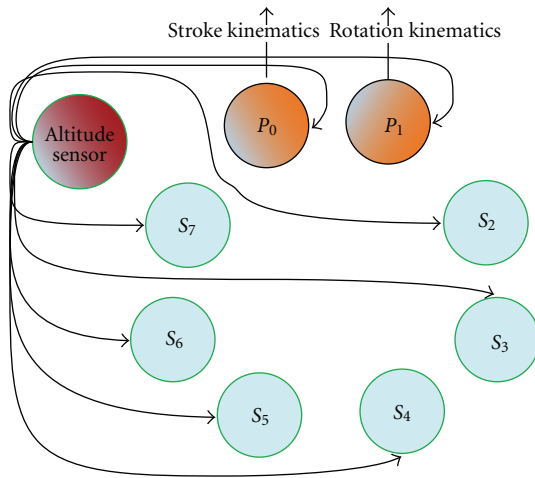 Stroke kinematics Rotation kinematics
Altitude
sensor
P0
P1
S7
S2
S6
S3
S5
S4